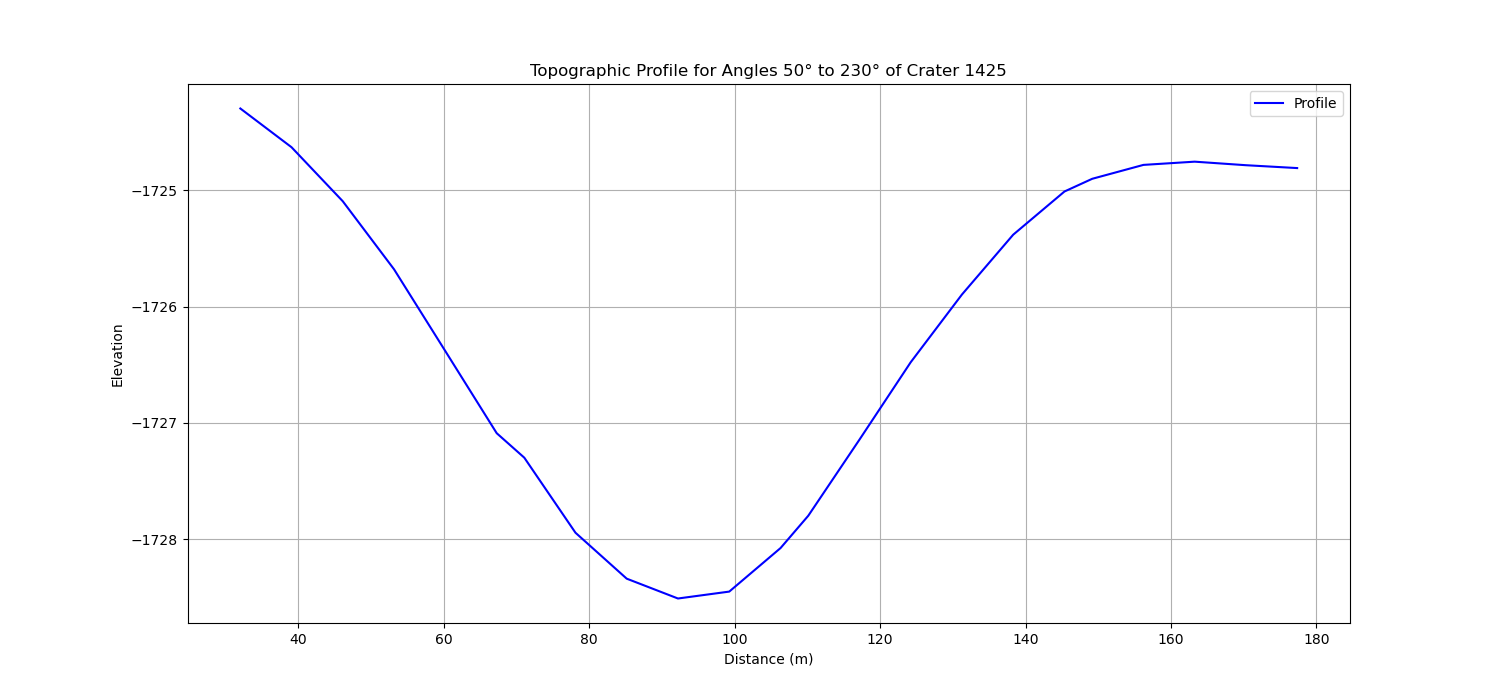 Topographic Profile for Angles 50° to 230° of Crater 1425
Profile
−1725
−1726
−1727
−1728
Elevation
40 60 80 100 120 140 160 180
Distance (m)